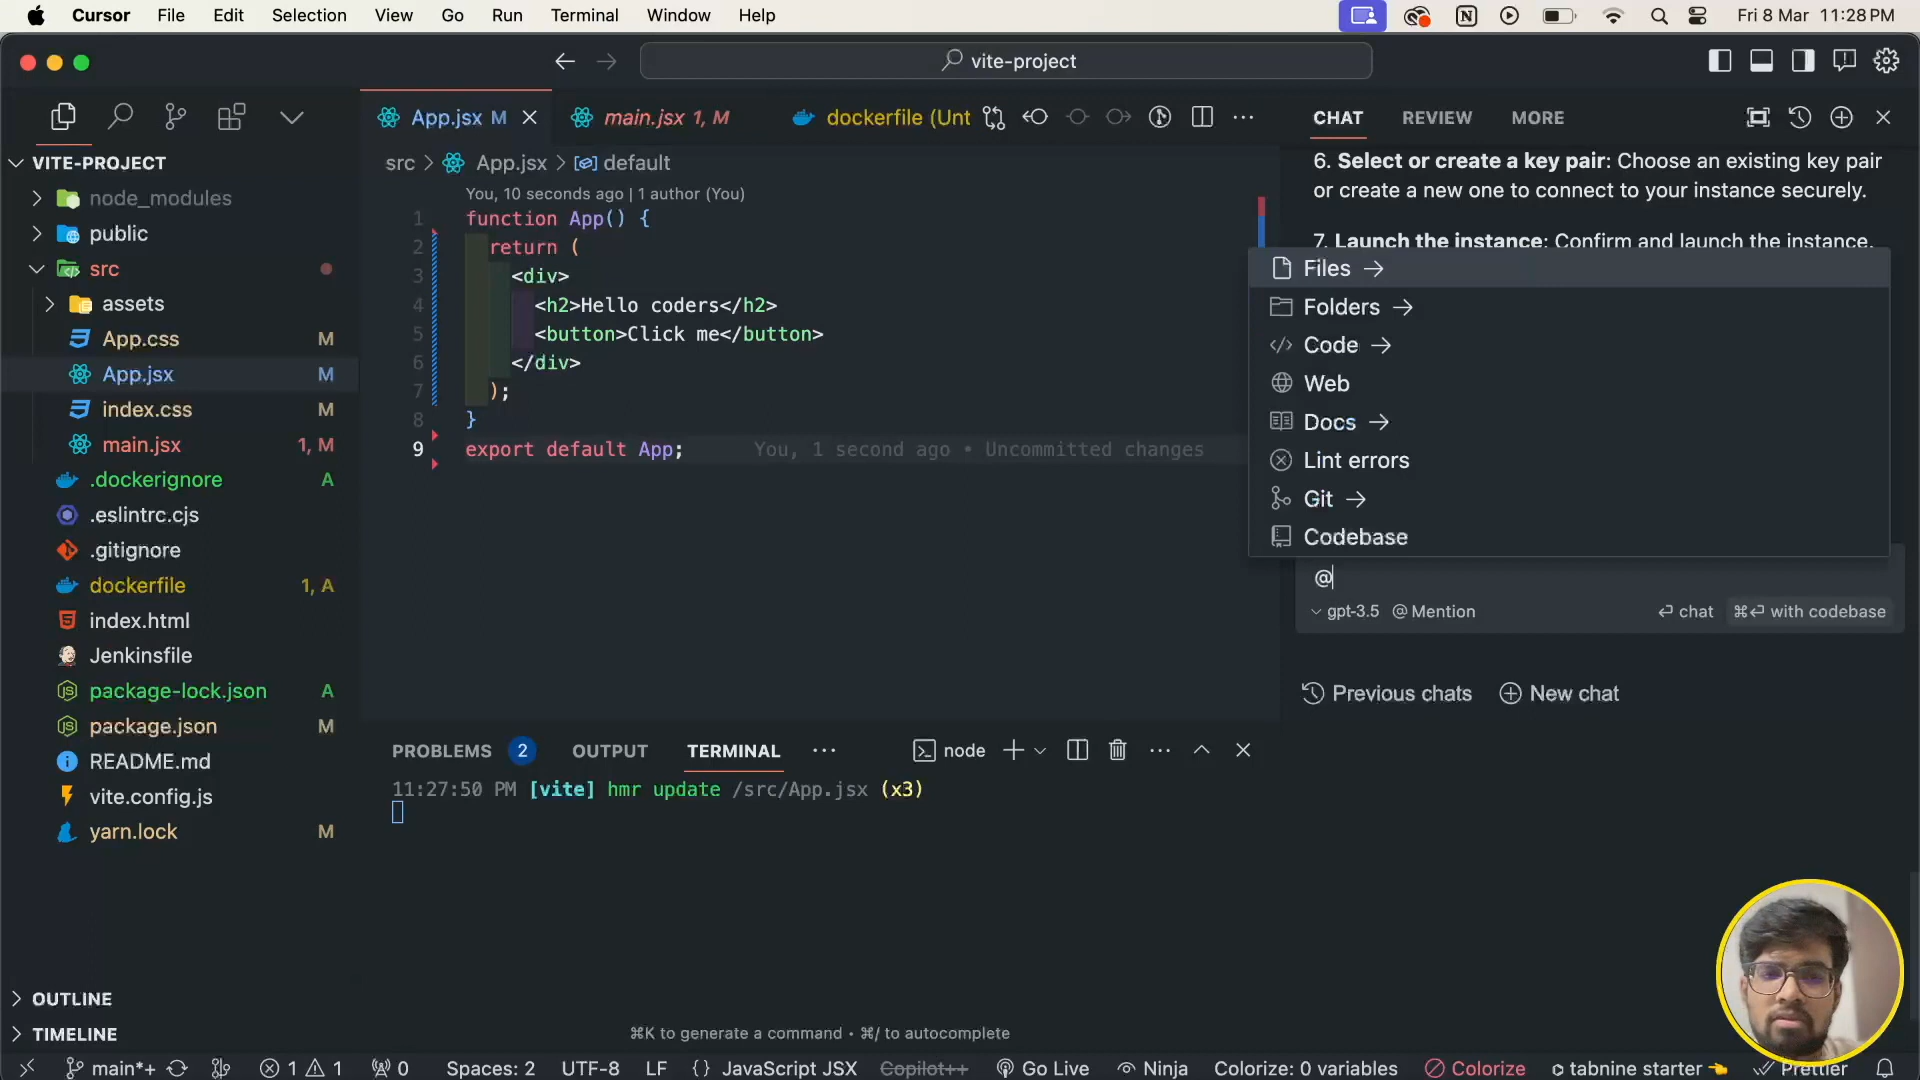 Cursor File Edit Selection View Go Run Terminal Window Help Fri 8 Mar 11:28 PM
vite-project
App.jsx M main.jsx 1, M dockerfile (Unt CHAT REVIEW MORE
VITE-PROJECT
node_modules
public
src
assets
App.css M
App.jsx M
index.css M
main.jsx 1, M
.dockerignore A
.eslintrc.cjs
.gitignore
dockerfile 1, A
index.html
Jenkinsfile
package-lock.json A
package.json M
README.md
vite.config.js
yarn.lock M
OUTLINE
TIMELINE
src > App.jsx > default
You, 10 seconds ago | 1 author (You)
1 function App() {
2 return (
3 <div>
4 <h2>Hello coders</h2>
5 <button>Click me</button>
6 </div>
7 );
8 }
9 export default App; You, 1 second ago • Uncommitted changes
PROBLEMS 2 OUTPUT TERMINAL ··· node
11:27:50 PM [vite] hmr update /src/App.jsx (x3)
⌘K to generate a command • ⌘/ to autocomplete
6. Select or create a key pair: Choose an existing key pair
or create a new one to connect to your instance securely.
7. Launch the instance: Confirm and launch the instance.
Files →
Folders →
Code →
Web
Docs →
Lint errors
Git →
Codebase
@
gpt-3.5 @ Mention ⏎ chat ⌘⏎ with codebase
Previous chats New chat
main*+ 1 1 0 Spaces: 2 UTF-8 LF {} JavaScript JSX Copilot++ Go Live Ninja Colorize: 0 variables Colorize tabnine starter Prettier